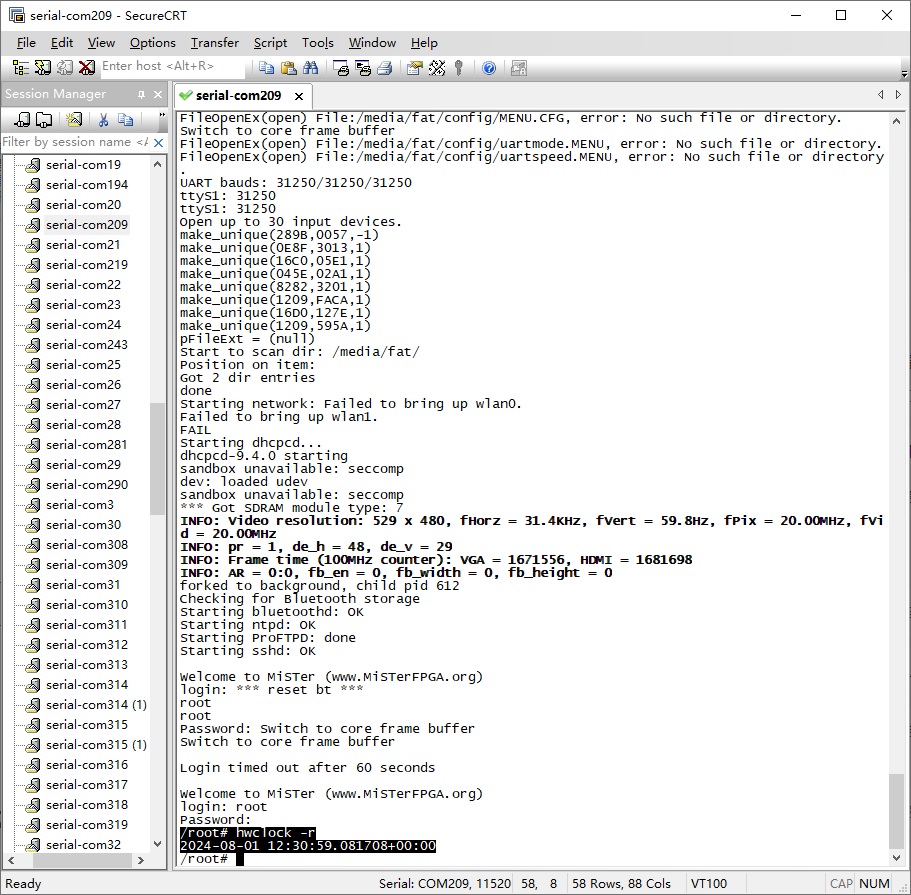 serial-com209 - SecureCRT
File Edit View Options Transfer Script Tools Window Help
Enter host <Alt+R>
Session Manager
serial-com209
Filter by session name <A
serial-com19
serial-com194
serial-com20
serial-com209
serial-com21
serial-com219
serial-com22
serial-com23
serial-com24
serial-com243
serial-com25
serial-com26
serial-com27
serial-com28
serial-com281
serial-com29
serial-com290
serial-com3
serial-com30
serial-com308
serial-com309
serial-com31
serial-com310
serial-com311
serial-com312
serial-com313
serial-com314
serial-com314 (1)
serial-com315
serial-com315 (1)
serial-com316
serial-com317
serial-com318
serial-com319
serial-com32
FileOpenEx(open) File:/media/fat/config/MENU.CFG, error: No such file or directory.
Switch to core frame buffer
FileOpenEx(open) File:/media/fat/config/uartmode.MENU, error: No such file or directory.
FileOpenEx(open) File:/media/fat/config/uartspeed.MENU, error: No such file or directory
.
UART bauds: 31250/31250/31250
ttyS1: 31250
ttyS1: 31250
Open up to 30 input devices.
make_unique(289B,0057,-1)
make_unique(0E8F,3013,1)
make_unique(16C0,05E1,1)
make_unique(045E,02A1,1)
make_unique(8282,3201,1)
make_unique(1209,FACA,1)
make_unique(16D0,127E,1)
make_unique(1209,595A,1)
pFileExt = (null)
Start to scan dir: /media/fat/
Position on item:
Got 2 dir entries
done
Starting network: Failed to bring up wlan0.
Failed to bring up wlan1.
FAIL
Starting dhcpcd...
dhcpcd-9.4.0 starting
sandbox unavailable: seccomp
dev: loaded udev
sandbox unavailable: seccomp
*** Got SDRAM module type: 7
INFO: Video resolution: 529 x 480, fHorz = 31.4KHz, fVert = 59.8Hz, fPix = 20.00MHz, fVi
d = 20.00MHz
INFO: pr = 1, de_h = 48, de_v = 29
INFO: Frame time (100MHz counter): VGA = 1671556, HDMI = 1681698
INFO: AR = 0:0, fb_en = 0, fb_width = 0, fb_height = 0
forked to background, child pid 612
Checking for Bluetooth storage
Starting bluetoothd: OK
Starting ntpd: OK
Starting ProFTPD: done
Starting sshd: OK
Welcome to MiSTer (www.MiSTerFPGA.org)
login: *** reset bt ***
root
root
Password: Switch to core frame buffer
Switch to core frame buffer
Login timed out after 60 seconds
Welcome to MiSTer (www.MiSTerFPGA.org)
login: root
Password:
/root# hwclock -r
2024-08-01 12:30:59.081708+00:00
/root#
Ready Serial: COM209, 11520 58, 8 58 Rows, 88 Cols VT100 CAP NUM